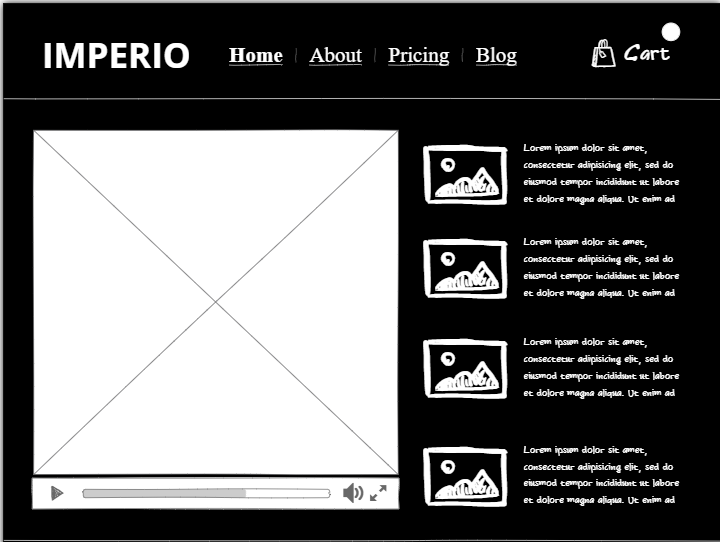 IMPERIO
Home
About
Pricing
Blog
Cart
Lorem ipsum dolor sit amet,
consectetur adipisicing elit, sed do
eiusmod tempor incididunt ut labore
et dolore magna aliqua. Ut enim ad
Lorem ipsum dolor sit amet,
consectetur adipisicing elit, sed do
eiusmod tempor incididunt ut labore
et dolore magna aliqua. Ut enim ad
Lorem ipsum dolor sit amet,
consectetur adipisicing elit, sed do
eiusmod tempor incididunt ut labore
et dolore magna aliqua. Ut enim ad
Lorem ipsum dolor sit amet,
consectetur adipisicing elit, sed do
eiusmod tempor incididunt ut labore
et dolore magna aliqua. Ut enim ad